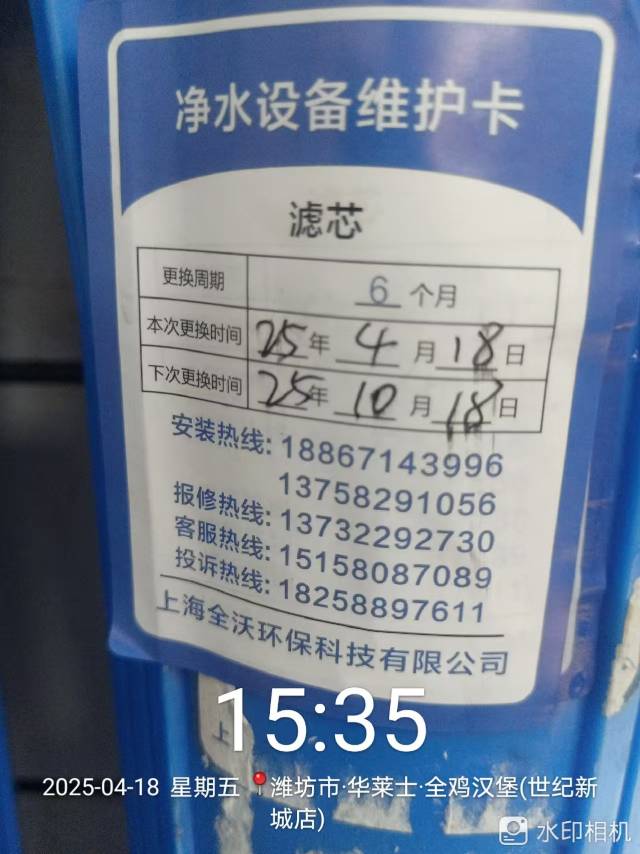 净水设备维护卡
滤芯
更换周期 6 个月
本次更换时间 25年 4 月 18 日
下次更换时间 25年 10 月 18 日
安装热线: 18867143996
13758291056
报修热线: 13732292730
客服热线: 15158087089
投诉热线: 18258897611
上海全沃环保科技有限公司
上
15:35
2025-04-18 星期五 潍坊市·华莱士·全鸡汉堡(世纪新
城店)
水印相机